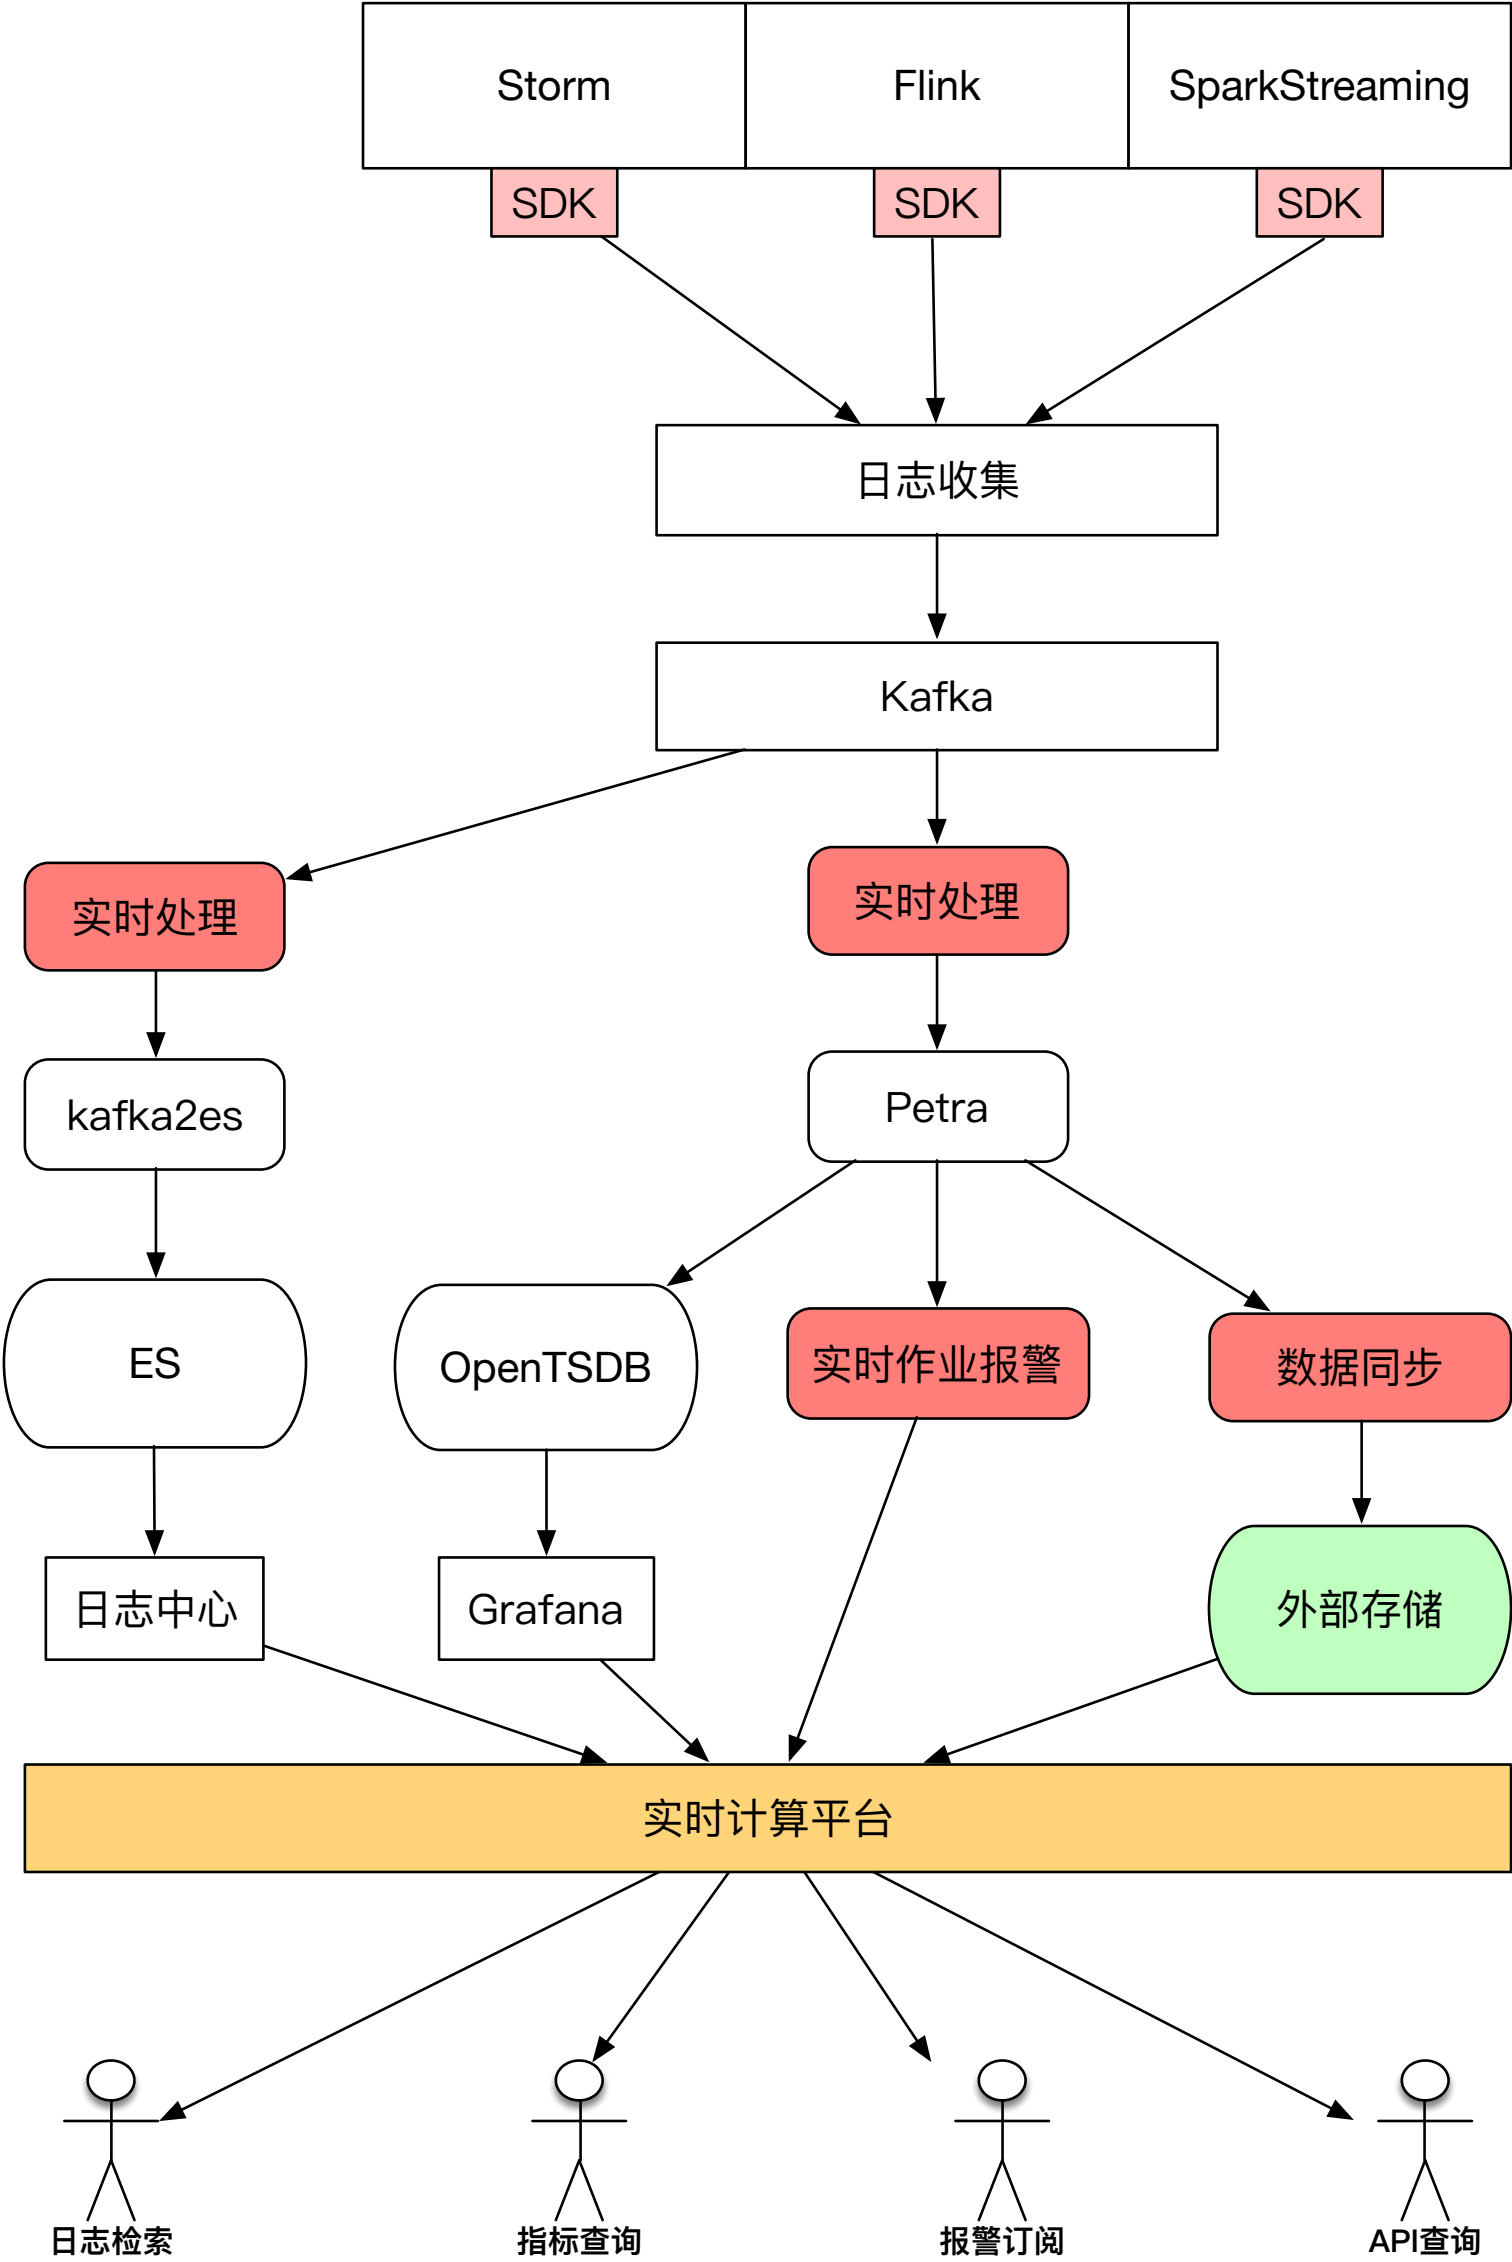 Storm
Flink
SparkStreaming
SDK
SDK
SDK
日志收集
Kafka
实时处理
实时处理
kafka2es
Petra
ES
OpenTSDB
实时作业报警
数据同步
日志中心
Grafana
外部存储
实时计算平台
日志检索
指标查询
报警订阅
API查询